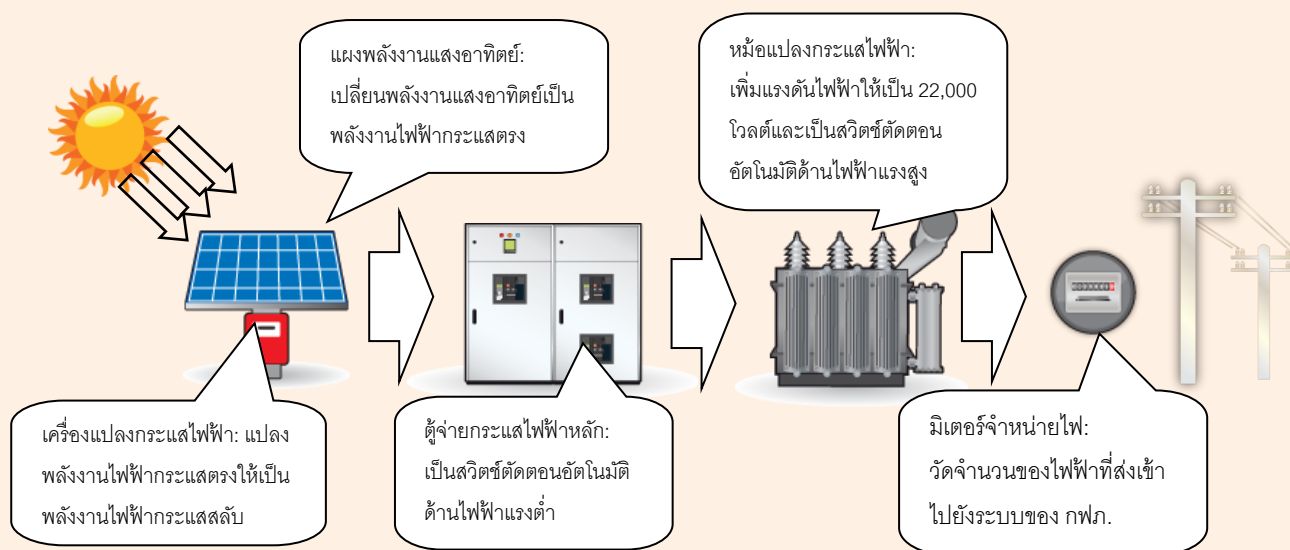 แผงพลังงานแสงอาทิตย์:
เปลี่ยนพลังงานแสงอาทิตย์เป็น
พลังงานไฟฟ้ากระแสตรง
หม้อแปลงกระแสไฟฟ้า:
เพิ่มแรงดันไฟฟ้าให้เป็น 22,000
โวลต์และเป็นสวิตช์ตัดตอน
อัตโนมัติด้านไฟฟ้าแรงสูง
เครื่องแปลงกระแสไฟฟ้า: แปลง
พลังงานไฟฟ้ากระแสตรงให้เป็น
พลังงานไฟฟ้ากระแสสลับ
ตู้จ่ายกระแสไฟฟ้าหลัก:
เป็นสวิตช์ตัดตอนอัตโนมัติ
ด้านไฟฟ้าแรงต่ำ
มิเตอร์จำหน่ายไฟ:
วัดจำนวนของไฟฟ้าที่ส่งเข้า
ไปยังระบบของ กฟภ.